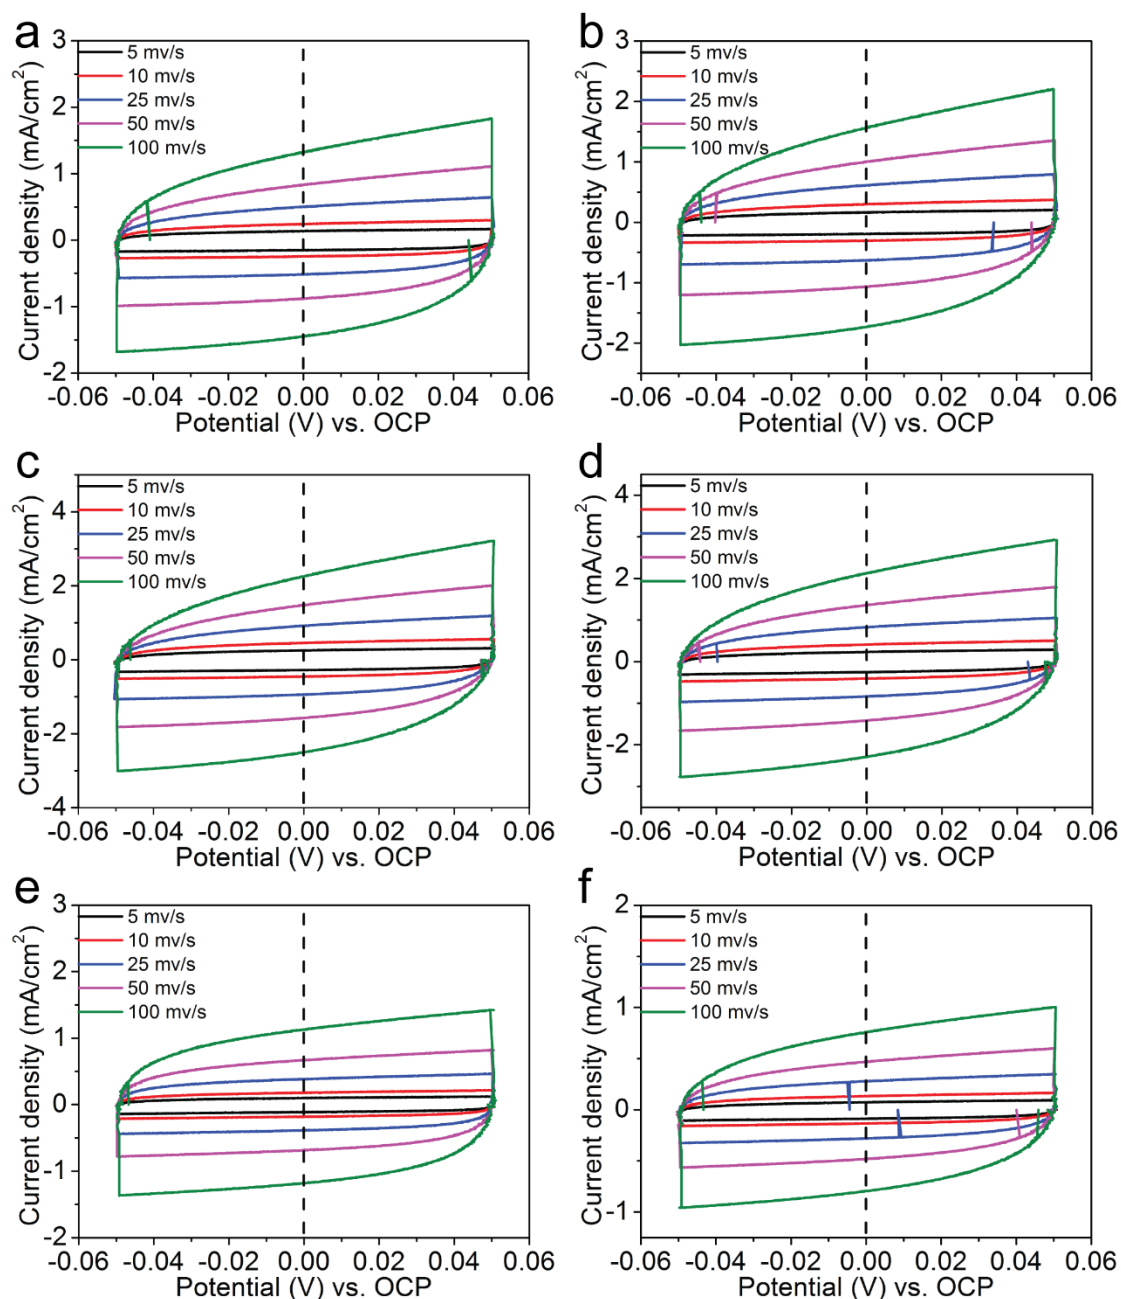 a
3
2
1
0
-1
-2
5 mv/s
10 mv/s
25 mv/s
50 mv/s
100 mv/s
-0.06 -0.04 -0.02 0.00 0.02 0.04 0.06
Potential (V) vs. OCP
Current density (mA/cm²)
b
3
2
1
0
-1
-2
5 mv/s
10 mv/s
25 mv/s
50 mv/s
100 mv/s
-0.06 -0.04 -0.02 0.00 0.02 0.04 0.06
Potential (V) vs. OCP
Current density (mA/cm²)
c
4
2
0
-2
-4
5 mv/s
10 mv/s
25 mv/s
50 mv/s
100 mv/s
-0.06 -0.04 -0.02 0.00 0.02 0.04 0.06
Potential (V) vs. OCP
Current density (mA/cm²)
d
4
2
0
-2
5 mv/s
10 mv/s
25 mv/s
50 mv/s
100 mv/s
-0.06 -0.04 -0.02 0.00 0.02 0.04 0.06
Potential (V) vs. OCP
Current density (mA/cm²)
e
3
2
1
0
-1
-2
5 mv/s
10 mv/s
25 mv/s
50 mv/s
100 mv/s
-0.06 -0.04 -0.02 0.00 0.02 0.04 0.06
Potential (V) vs. OCP
Current density (mA/cm²)
f
2
1
0
-1
5 mv/s
10 mv/s
25 mv/s
50 mv/s
100 mv/s
-0.06 -0.04 -0.02 0.00 0.02 0.04 0.06
Potential (V) vs. OCP
Current density (mA/cm²)